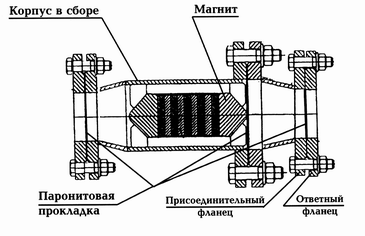 Корпус в сборе
Магнит
Паронитовая
прокладка
Присоединительный
фланец
Ответный
фланец